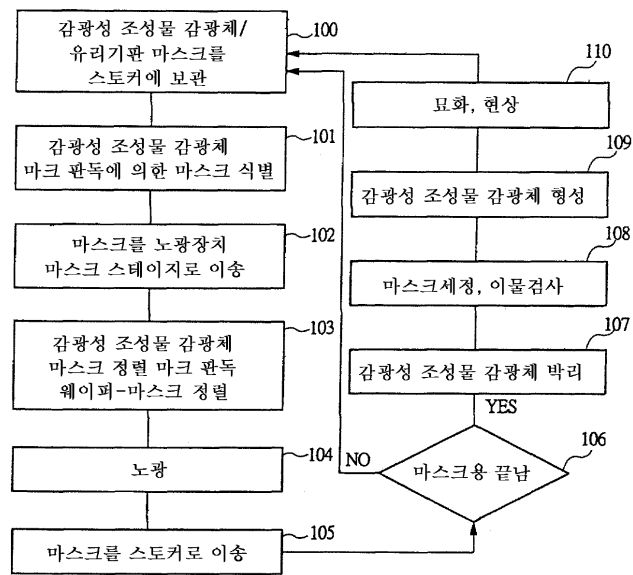 감광성 조성물 감광체/
유리기판 마스크를
스토커에 보관
100
감광성 조성물 감광체
마크 판독에 의한 마스크 식별
101
마스크를 노광장치
마스크 스테이지로 이송
102
감광성 조성물 감광체
마스크 정렬 마크 판독
웨이퍼-마스크 정렬
103
노광
104
마스크를 스토커로 이송
105
마스크용 끝남
106
NO
YES
감광성 조성물 감광체 박리
107
마스크세정, 이물검사
108
감광성 조성물 감광체 형성
109
묘화, 현상
110